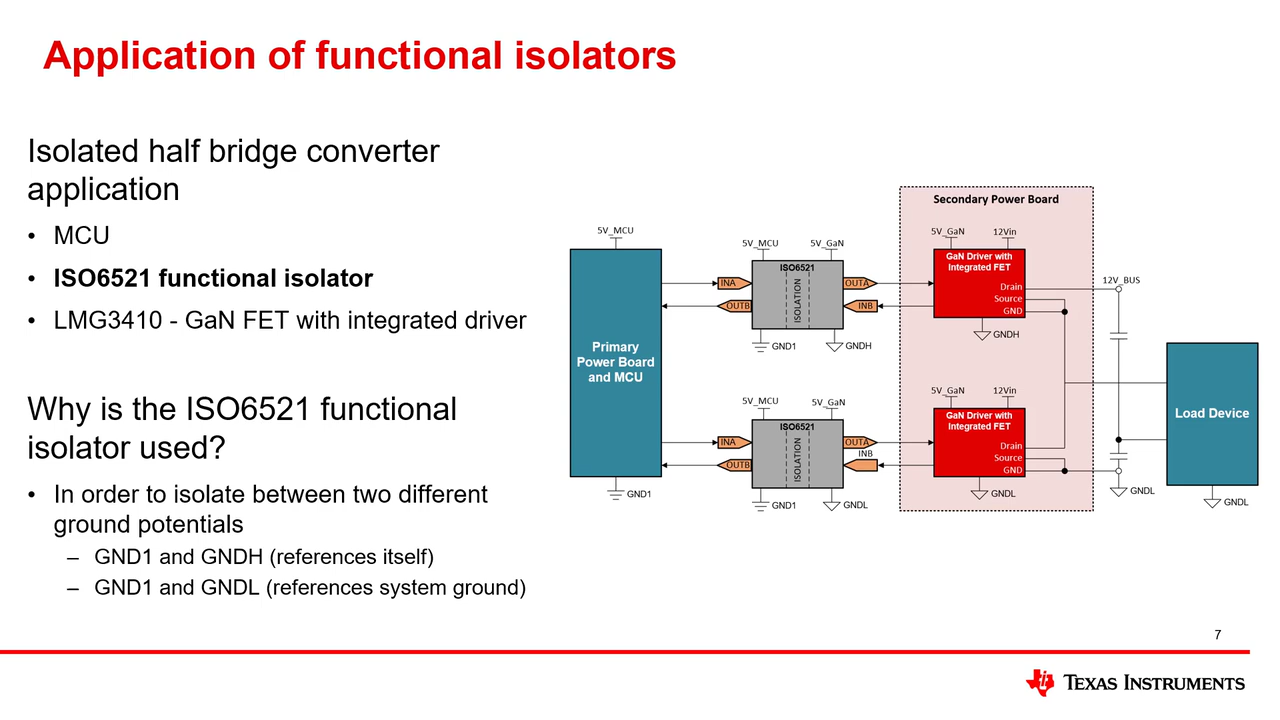 Application of functional isolators
Isolated half bridge converter
application
• MCU
• ISO6521 functional isolator
• LMG3410 - GaN FET with integrated driver
Why is the ISO6521 functional
isolator used?
• In order to isolate between two different
ground potentials
– GND1 and GNDH (references itself)
– GND1 and GNDL (references system ground)
5V_MCU
Primary
Power Board
and MCU
GND1
5V_MCU
5V_GaN
ISO6521
ISOLATION
INA
OUTB
OUTA
INB
GND1
GNDH
5V_MCU
5V_GaN
ISO6521
ISOLATION
INA
OUTB
OUTA
INB
GND1
GNDL
Secondary Power Board
5V_GaN
12Vin
GaN Driver with
Integrated FET
Drain
Source
GND
GNDH
5V_GaN
12Vin
GaN Driver with
Integrated FET
Drain
Source
GND
GNDL
12V_BUS
GNDL
Load Device
GNDL
7
TEXAS INSTRUMENTS